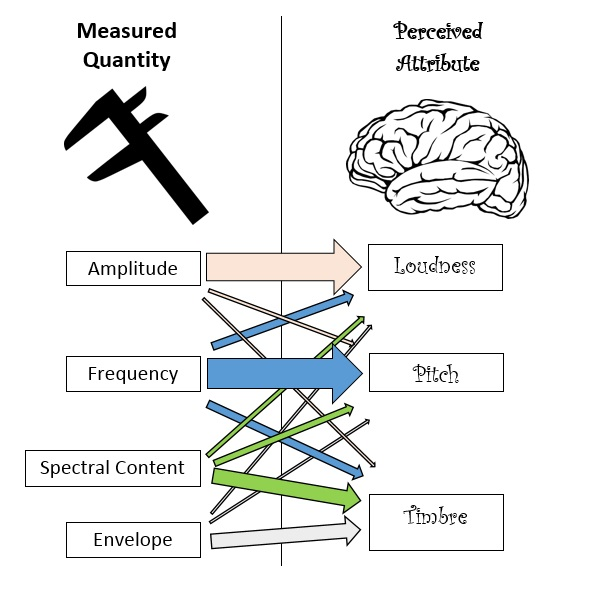 Measured
Quantity
Perceived
Attribute
Amplitude
Loudness
Frequency
Pitch
Spectral Content
Timbre
Envelope